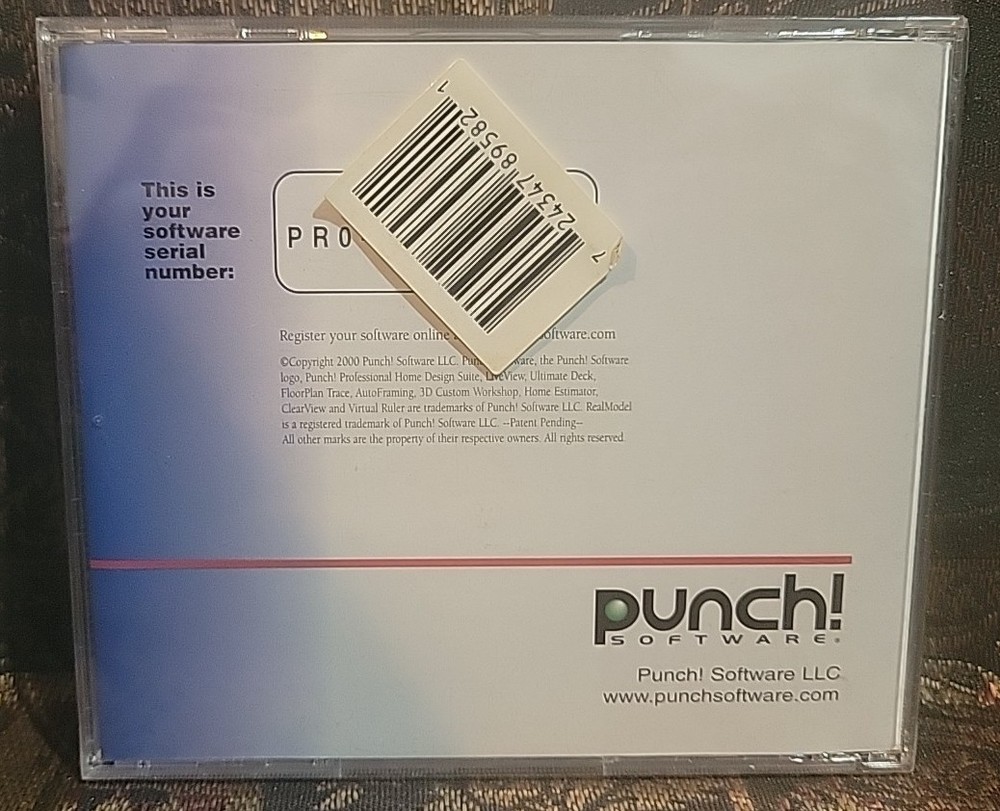 This is
your
software
serial
number:
PRO
7 24347 89582 1
Register your software online oftware.com
©Copyright 2000 Punch! Software LLC. Pun ware, the Punch! Software
logo, Punch! Professional Home Design Suite, LiveView, Ultimate Deck,
FloorPlan Trace, AutoFraming, 3D Custom Workshop, Home Estimator,
ClearView and Virtual Ruler are trademarks of Punch! Software LLC. RealModel
is a registered trademark of Punch! Software LLC. --Patent Pending--
All other marks are the property of their respective owners. All rights reserved.
punch!
SOFTWARE®
Punch! Software LLC
www.punchsoftware.com